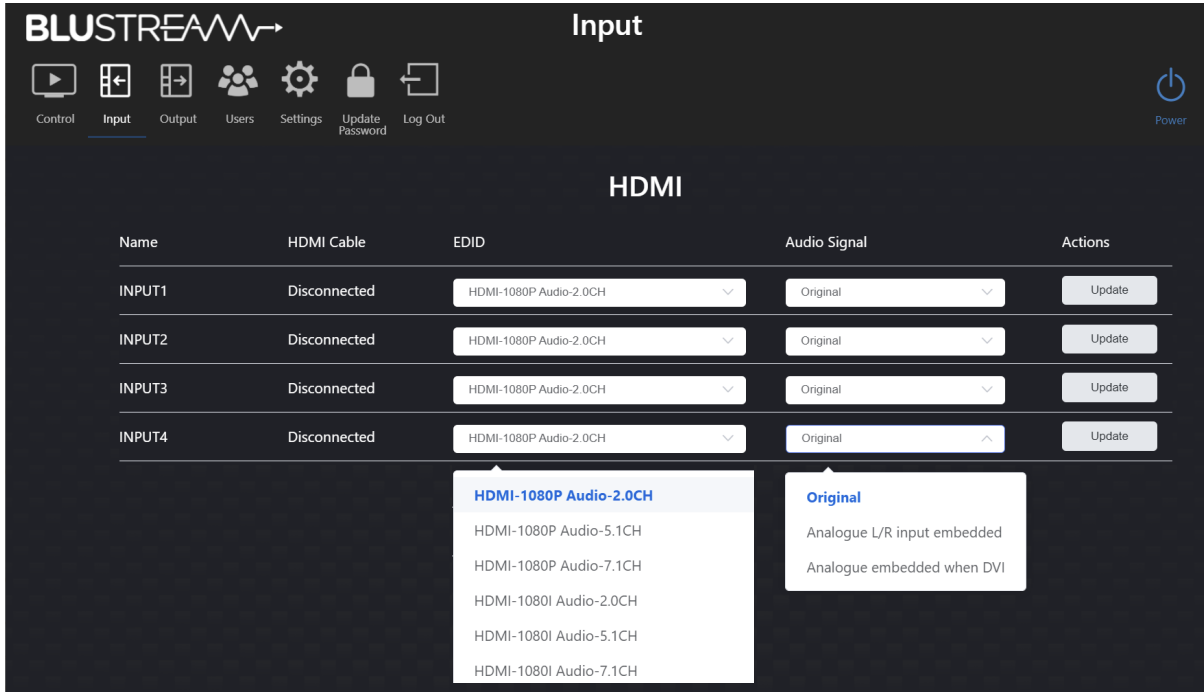 BLUSTREAM
Input
Control
Input
Output
Users
Settings
Update
Password
Log Out
Power
HDMI
Name HDMI Cable EDID Audio Signal Actions
INPUT1 Disconnected HDMI-1080P Audio-2.0CH Original Update
INPUT2 Disconnected HDMI-1080P Audio-2.0CH Original Update
INPUT3 Disconnected HDMI-1080P Audio-2.0CH Original Update
INPUT4 Disconnected HDMI-1080P Audio-2.0CH Original Update
HDMI-1080P Audio-2.0CH
HDMI-1080P Audio-5.1CH
HDMI-1080P Audio-7.1CH
HDMI-1080I Audio-2.0CH
HDMI-1080I Audio-5.1CH
HDMI-1080I Audio-7.1CH
Original
Analogue L/R input embedded
Analogue embedded when DVI